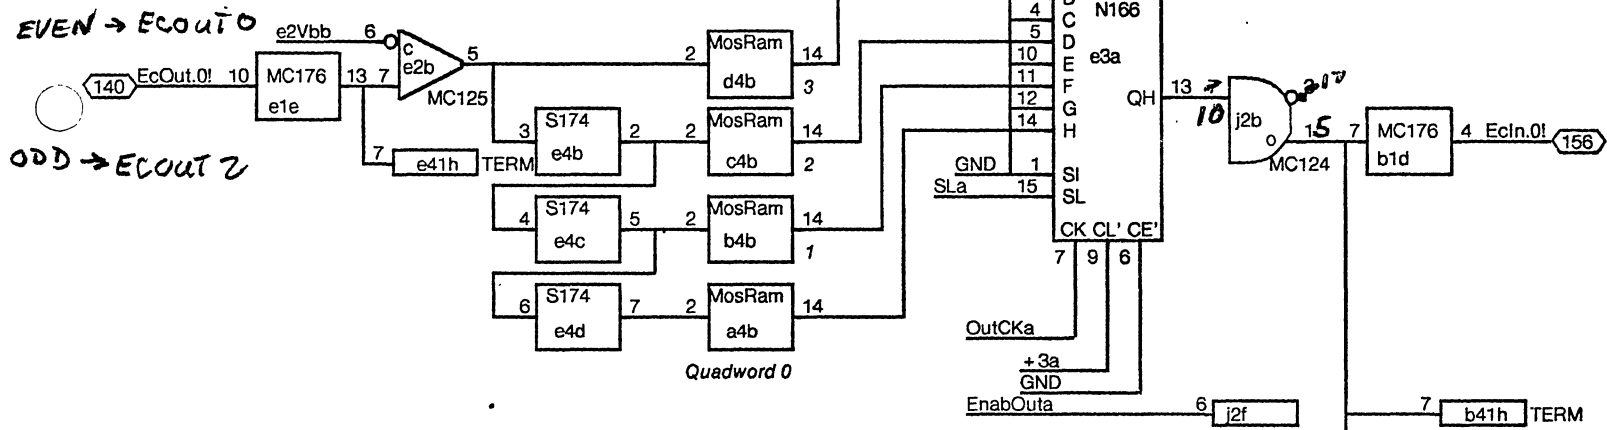 EVEN → ECOUT 0
e2Vbb 6
C
e2b
5
MC125
140 EcOut.0! 10 MC176 13 7
e1e
ODD → ECOUT 2
7 e41h TERM
2 MosRam 14
d4b
3
3 S174 2 2 MosRam 14
e4b c4b
2
4 S174 5 2 MosRam 14
e4c b4b
1
6 S174 7 2 MosRam 14
e4d a4b
Quadword 0
4 C N166
5 D
10 E e3a
11 F
12 G
14 H
GND 1 SI
SLa 15 SL
CK CL' CE'
7 9 6
QH 13 10
j2b
MC124
15 7 MC176 4 EcIn.0! 156
b1d
OutCKa
+3a
GND
EnabOuta 6 j2f
7 b41h TERM